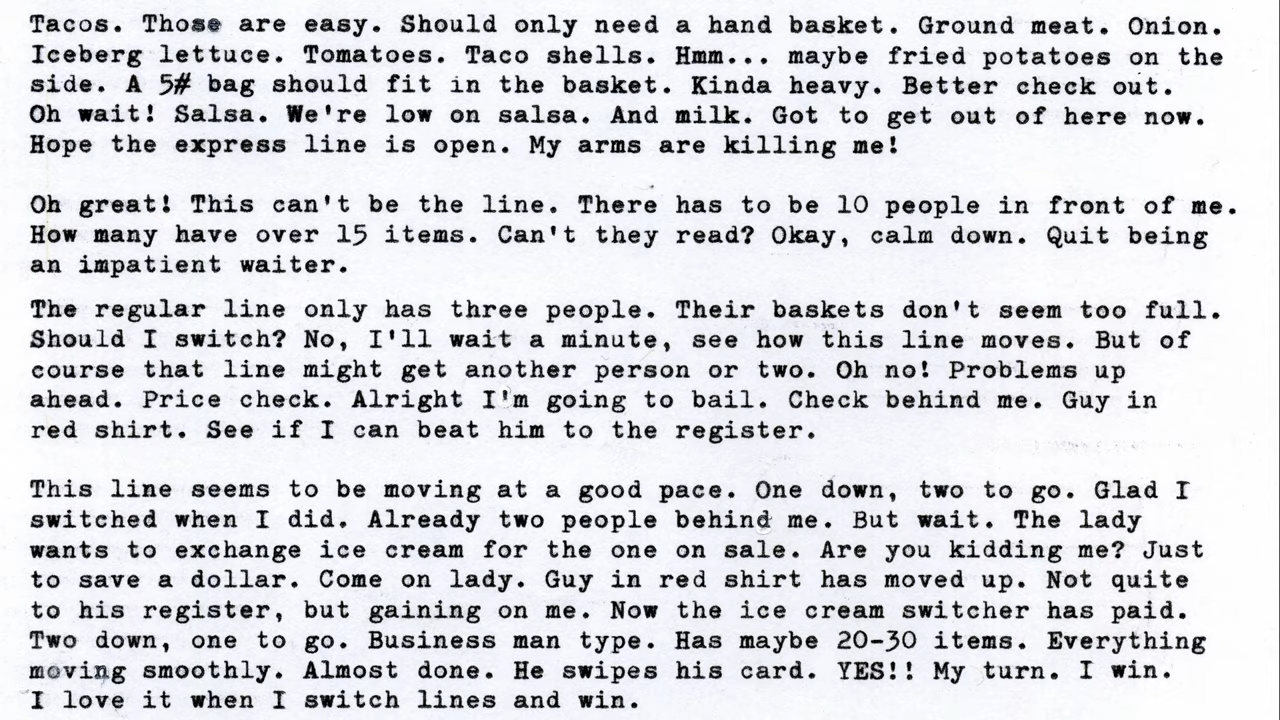 Tacos. Those are easy. Should only need a hand basket. Ground meat. Onion.
Iceberg lettuce. Tomatoes. Taco shells. Hmm... maybe fried potatoes on the
side. A 5# bag should fit in the basket. Kinda heavy. Better check out.
Oh wait! Salsa. We're low on salsa. And milk. Got to get out of here now.
Hope the express line is open. My arms are killing me!

Oh great! This can't be the line. There has to be 10 people in front of me.
How many have over 15 items. Can't they read? Okay, calm down. Quit being
an impatient waiter.

The regular line only has three people. Their baskets don't seem too full.
Should I switch? No, I'll wait a minute, see how this line moves. But of
course that line might get another person or two. Oh no! Problems up
ahead. Price check. Alright I'm going to bail. Check behind me. Guy in
red shirt. See if I can beat him to the register.

This line seems to be moving at a good pace. One down, two to go. Glad I
switched when I did. Already two people behind me. But wait. The lady
wants to exchange ice cream for the one on sale. Are you kidding me? Just
to save a dollar. Come on lady. Guy in red shirt has moved up. Not quite
to his register, but gaining on me. Now the ice cream switcher has paid.
Two down, one to go. Business man type. Has maybe 20-30 items. Everything
moving smoothly. Almost done. He swipes his card. YES!! My turn. I win.
I love it when I switch lines and win.